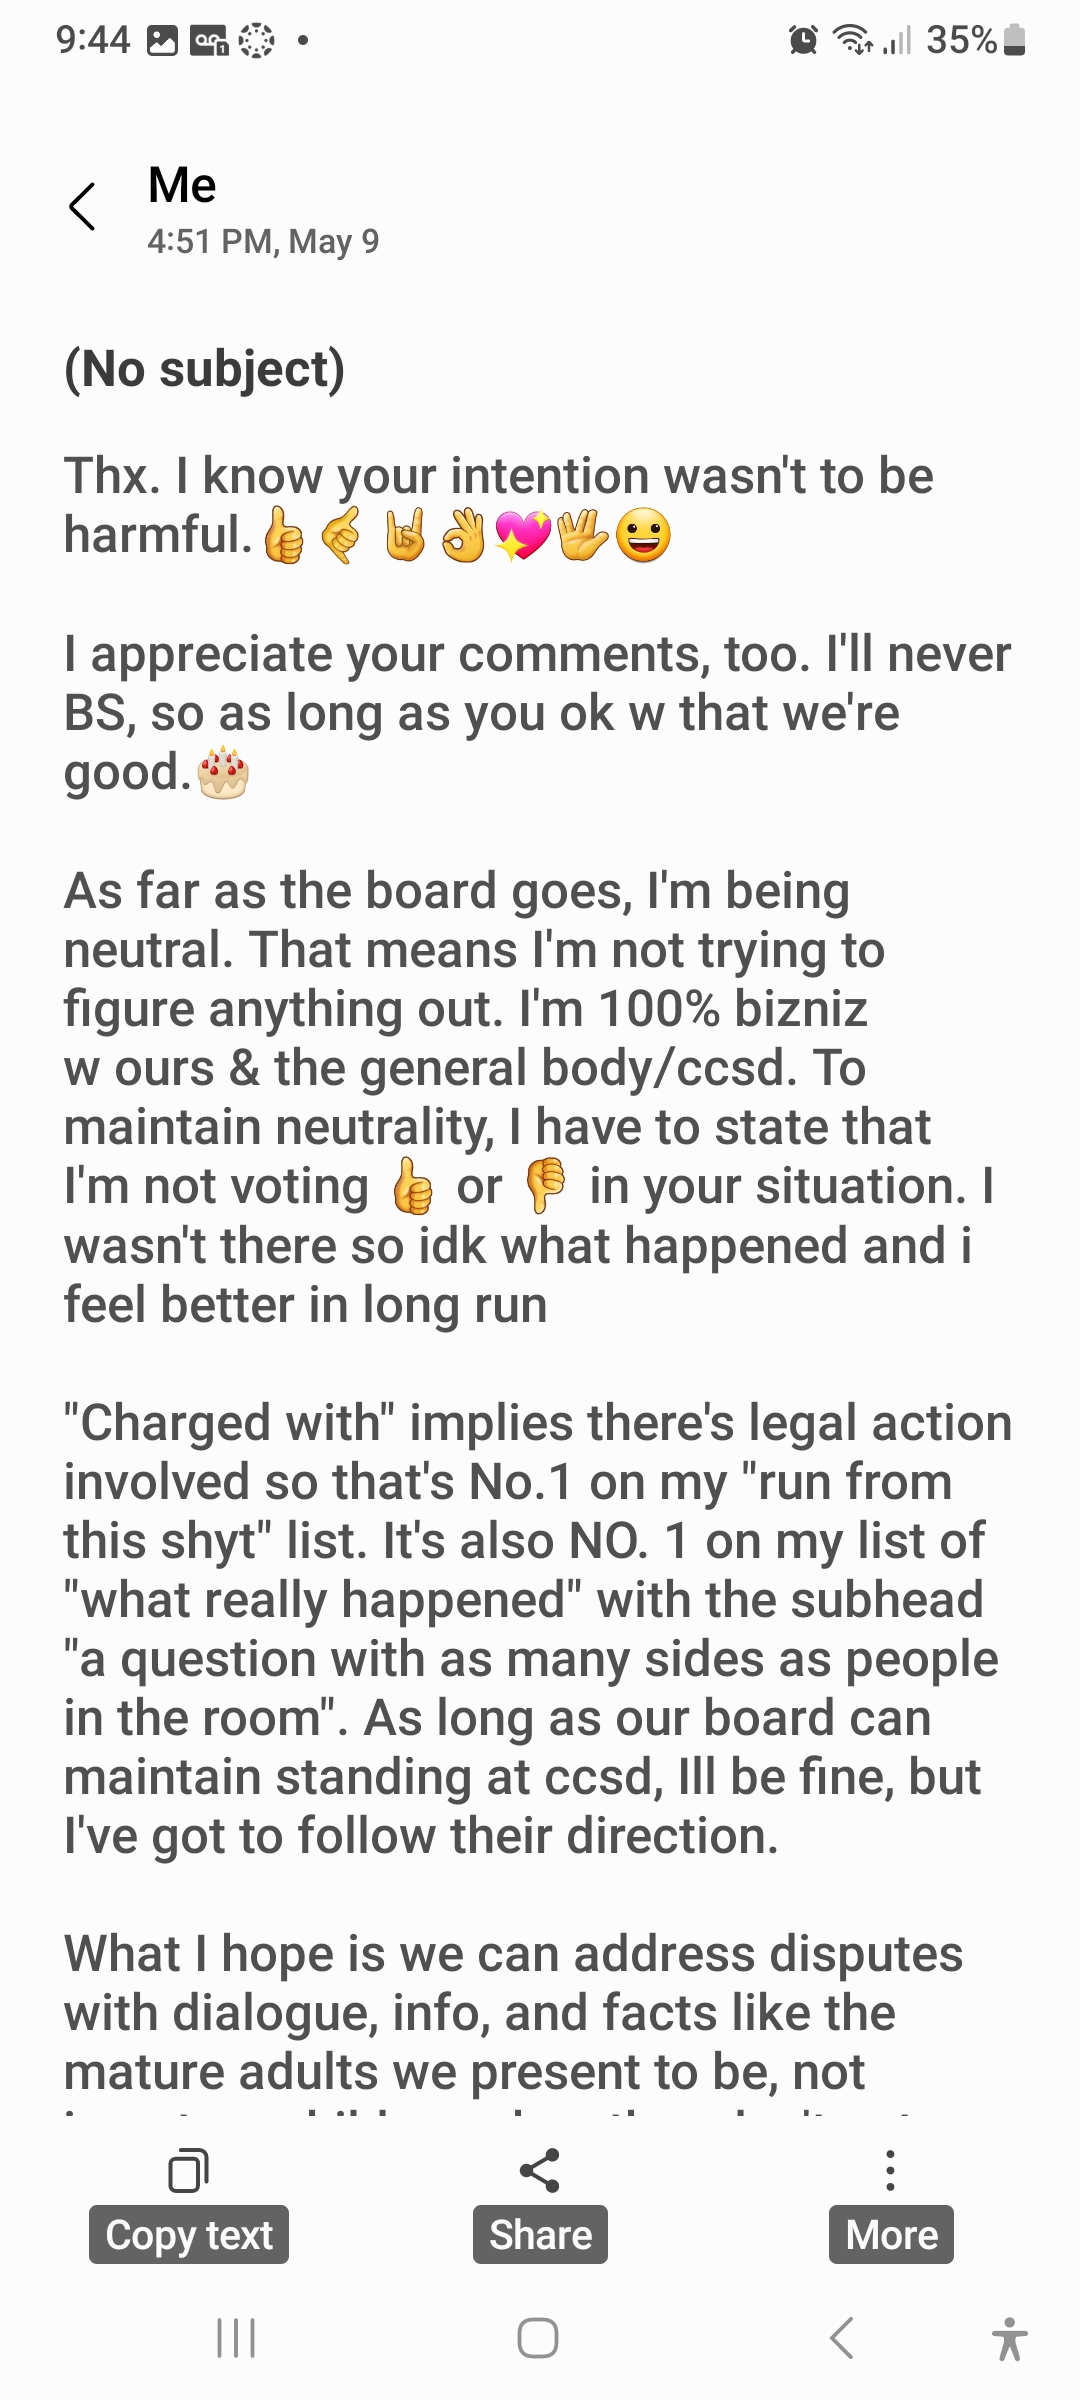 9:44
35%
Me
4:51 PM, May 9
(No subject)
Thx. I know your intention wasn't to be
harmful.👍🤙🤘👌💖🖖😀
I appreciate your comments, too. I'll never
BS, so as long as you ok w that we're
good.🎂
As far as the board goes, I'm being
neutral. That means I'm not trying to
figure anything out. I'm 100% bizniz
w ours & the general body/ccsd. To
maintain neutrality, I have to state that
I'm not voting 👍 or 👎 in your situation. I
wasn't there so idk what happened and i
feel better in long run
"Charged with" implies there's legal action
involved so that's No.1 on my "run from
this shyt" list. It's also NO. 1 on my list of
"what really happened" with the subhead
"a question with as many sides as people
in the room". As long as our board can
maintain standing at ccsd, Ill be fine, but
I've got to follow their direction.
What I hope is we can address disputes
with dialogue, info, and facts like the
mature adults we present to be, not
Copy text
Share
More